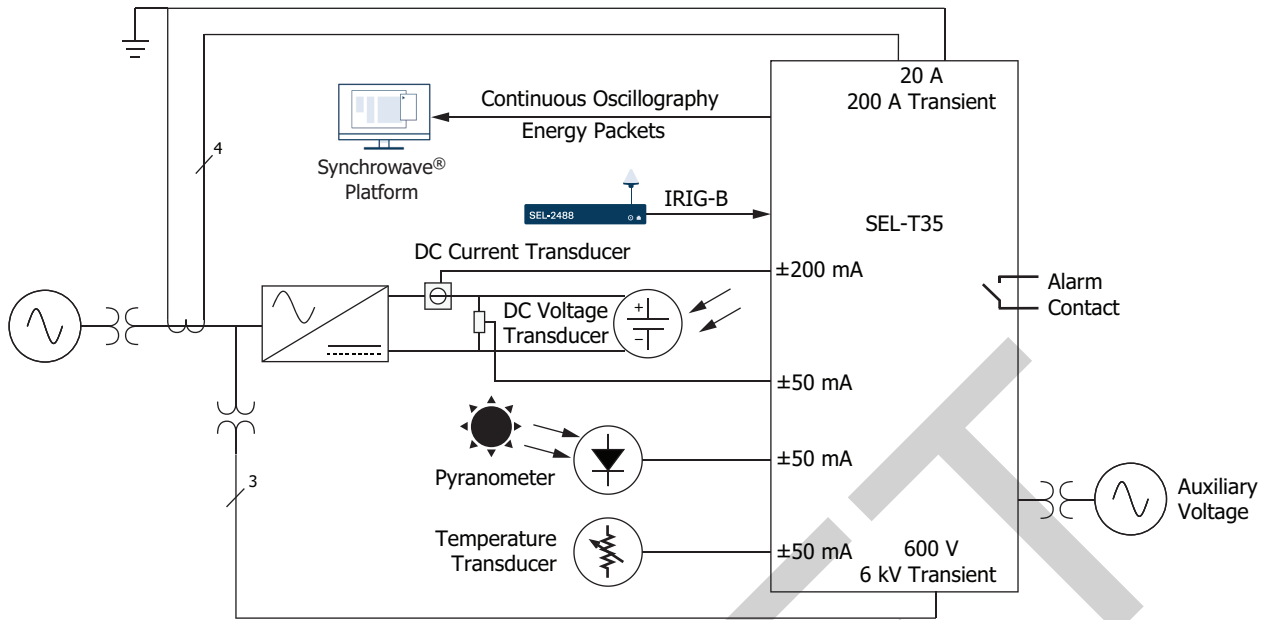 20 A
200 A Transient
Continuous Oscillography
Energy Packets
4
Synchrowave®
Platform
IRIG-B
SEL-2488
SEL-T35
DC Current Transducer
±200 mA
Alarm
Contact
+
DC Voltage
Transducer
−
±50 mA
Pyranometer
±50 mA
3
Auxiliary
Voltage
Temperature
Transducer
±50 mA
600 V
6 kV Transient